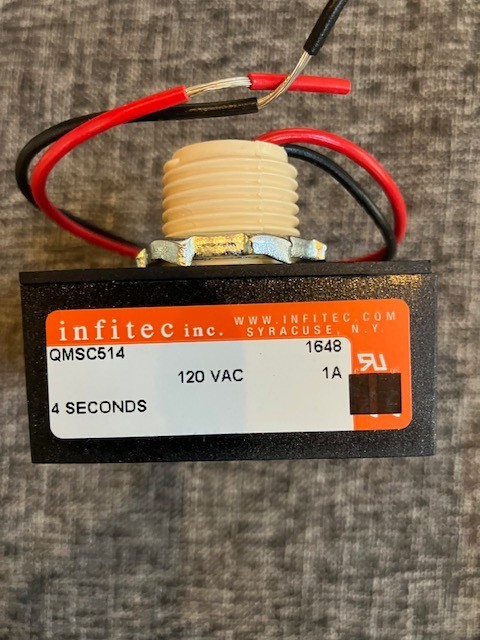 infitec inc. WWW.INFITEC.COM
SYRACUSE, N.Y.
QMSC514 1648
120 VAC 1A
4 SECONDS